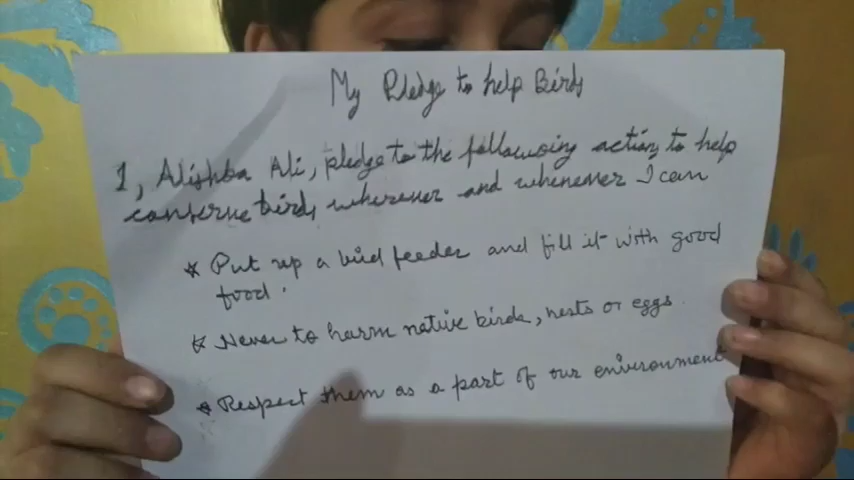 My Pledge to help Birds
I, Alishba Ali, pledge to the following actions to help
conserve birds wherever and whenever I can
* Put up a bird feeder and fill it with good
food.
* Never to harm native birds, nests or eggs.
* Respect them as a part of our environment